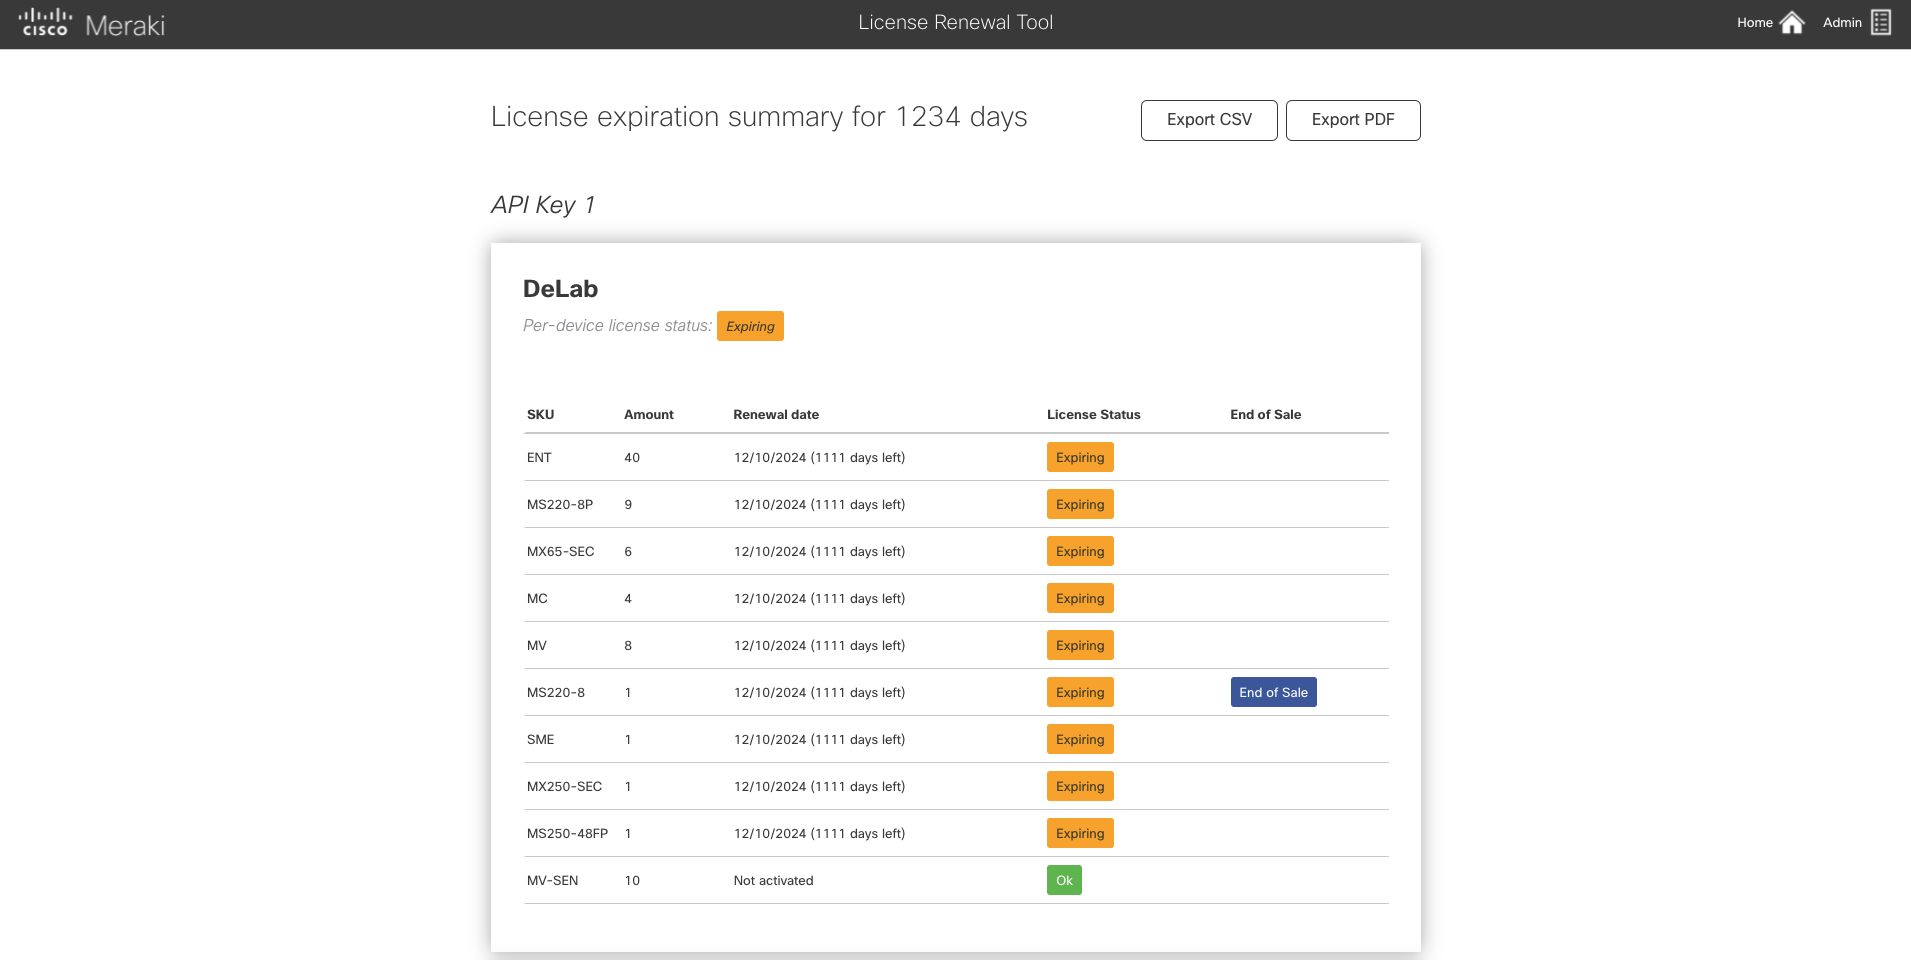 cisco Meraki
License Renewal Tool
Home
Admin
License expiration summary for 1234 days
Export CSV
Export PDF
API Key 1
DeLab
Per-device license status: Expiring
SKU Amount Renewal date License Status End of Sale
ENT 40 12/10/2024 (1111 days left) Expiring
MS220-8P 9 12/10/2024 (1111 days left) Expiring
MX65-SEC 6 12/10/2024 (1111 days left) Expiring
MC 4 12/10/2024 (1111 days left) Expiring
MV 8 12/10/2024 (1111 days left) Expiring
MS220-8 1 12/10/2024 (1111 days left) Expiring End of Sale
SME 1 12/10/2024 (1111 days left) Expiring
MX250-SEC 1 12/10/2024 (1111 days left) Expiring
MS250-48FP 1 12/10/2024 (1111 days left) Expiring
MV-SEN 10 Not activated Ok